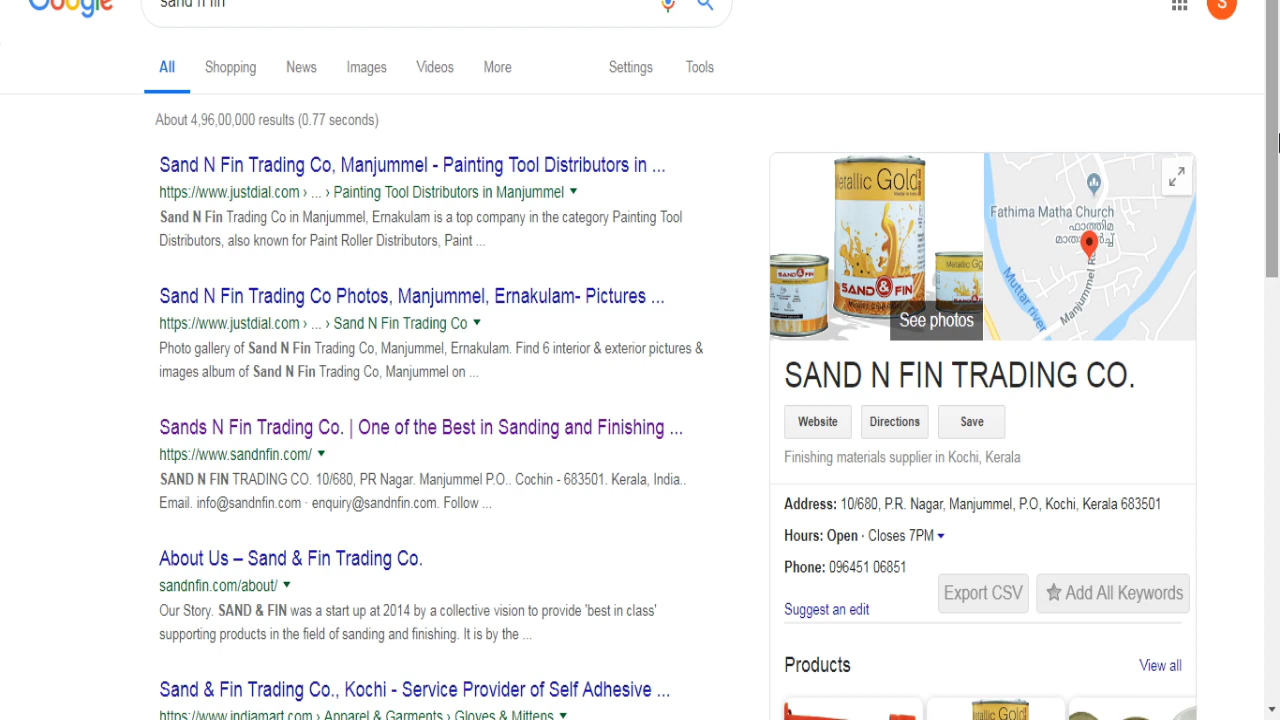 Google
sand n fin
S
All Shopping News Images Videos More Settings Tools
About 4,96,00,000 results (0.77 seconds)
Sand N Fin Trading Co, Manjummel - Painting Tool Distributors in ...
https://www.justdial.com › ... › Painting Tool Distributors in Manjummel
Sand N Fin Trading Co in Manjummel, Ernakulam is a top company in the category Painting Tool
Distributors, also known for Paint Roller Distributors, Paint ...
Sand N Fin Trading Co Photos, Manjummel, Ernakulam- Pictures ...
https://www.justdial.com › ... › Sand N Fin Trading Co
Photo gallery of Sand N Fin Trading Co, Manjummel, Ernakulam. Find 6 interior & exterior pictures &
images album of Sand N Fin Trading Co, Manjummel on ...
Sands N Fin Trading Co. | One of the Best in Sanding and Finishing ...
https://www.sandnfin.com/
SAND N FIN TRADING CO. 10/680, PR Nagar. Manjummel P.O.. Cochin - 683501. Kerala, India..
Email. info@sandnfin.com · enquiry@sandnfin.com. Follow ...
About Us – Sand & Fin Trading Co.
sandnfin.com/about/
Our Story. SAND & FIN was a start up at 2014 by a collective vision to provide 'best in class'
supporting products in the field of sanding and finishing. It is by the ...
Sand & Fin Trading Co., Kochi - Service Provider of Self Adhesive ...
https://www.indiamart.com › Apparel & Garments › Gloves & Mittens
Metallic Gold
SAND & FIN
SAND & FIN
Metallic Go
See photos
Fathima Matha Church
ഫാത്തിമ
മാതാ ചർച്ച്
Manjummel Rd
Muttar river
SAND N FIN TRADING CO.
Website Directions Save
Finishing materials supplier in Kochi, Kerala
Address: 10/680, P.R. Nagar, Manjummel, P.O, Kochi, Kerala 683501
Hours: Open · Closes 7PM
Phone: 096451 06851
Export CSV Add All Keywords
Suggest an edit
Products View all
Metallic Gold